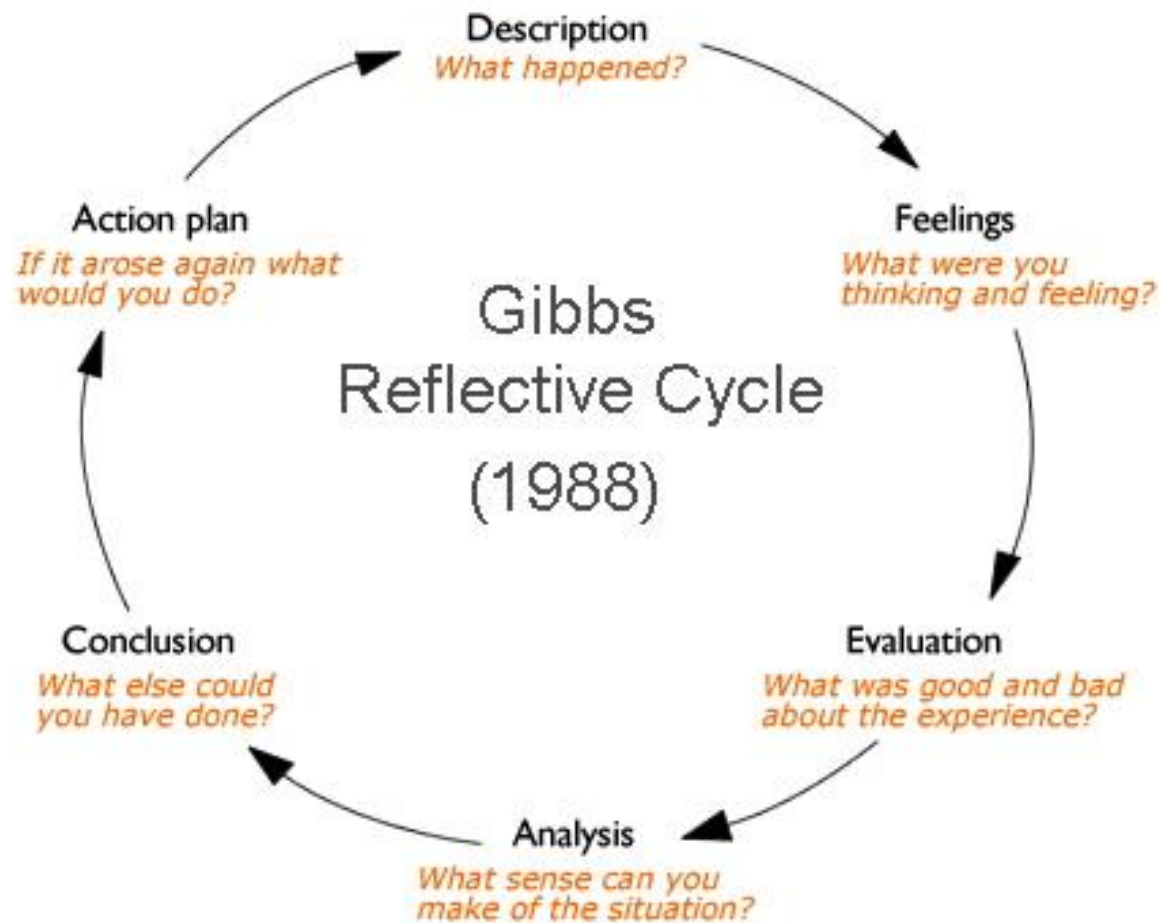 Description
What happened?
Feelings
What were you
thinking and feeling?
Evaluation
What was good and bad
about the experience?
Analysis
What sense can you
make of the situation?
Conclusion
What else could
you have done?
Action plan
If it arose again what
would you do?
Gibbs
Reflective Cycle
(1988)